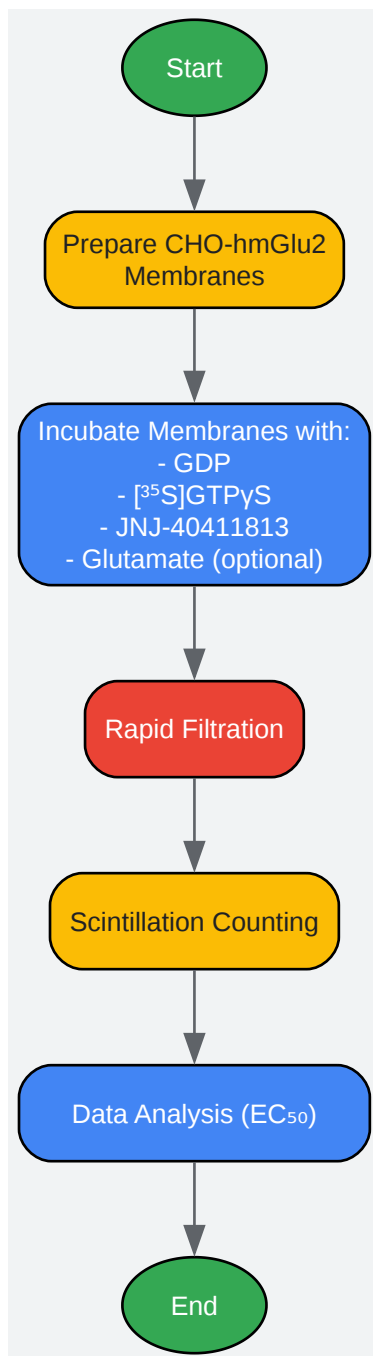 Start
Prepare CHO-hmGlu2
Membranes
Incubate Membranes with:
- GDP
- [³⁵S]GTPγS
- JNJ-40411813
- Glutamate (optional)
Rapid Filtration
Scintillation Counting
Data Analysis (EC₅₀)
End